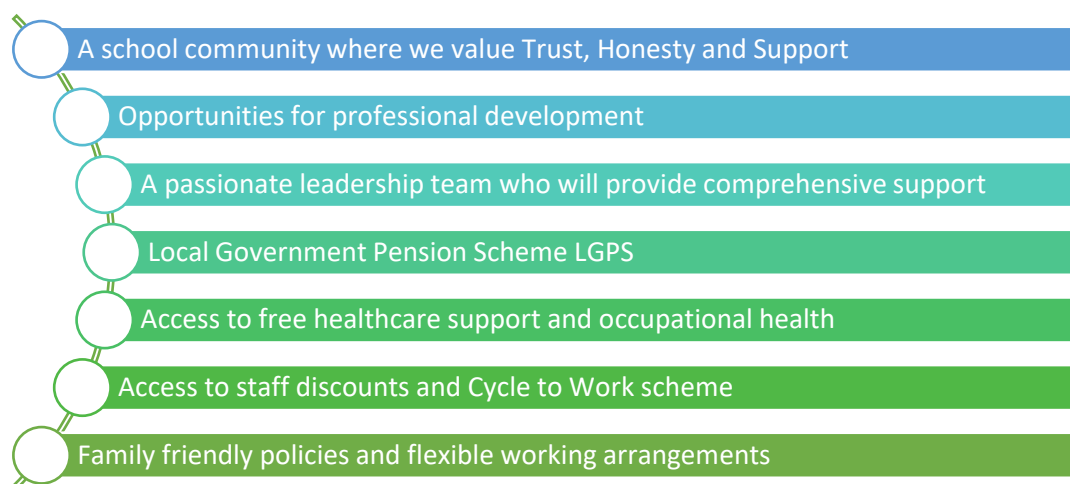 A school community where we value Trust, Honesty and Support
Opportunities for professional development
A passionate leadership team who will provide comprehensive support
Local Government Pension Scheme LGPS
Access to free healthcare support and occupational health
Access to staff discounts and Cycle to Work scheme
Family friendly policies and flexible working arrangements